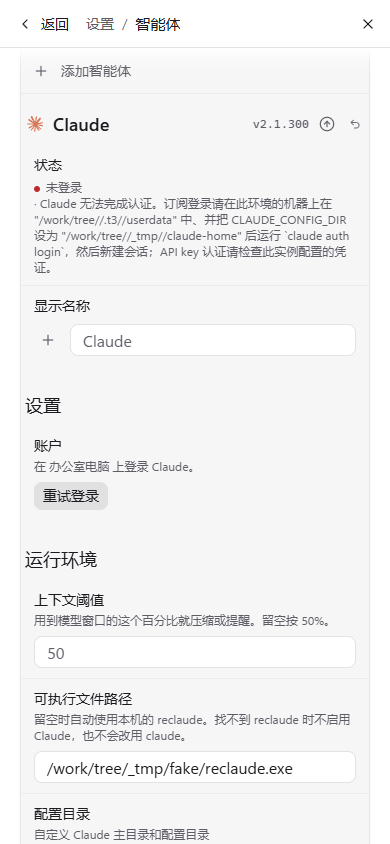 返回 设置 / 智能体
添加智能体
Claude v2.1.300
状态
未登录
· Claude 无法完成认证。订阅登录请在此环境的机器上在
"/work/tree//.t3//userdata" 中、并把 CLAUDE_CONFIG_DIR
设为 "/work/tree//_tmp//claude-home" 后运行 `claude auth
login`，然后新建会话；API key 认证请检查此实例配置的凭
证。
显示名称
Claude
设置
账户
在 办公室电脑 上登录 Claude。
重试登录
运行环境
上下文阈值
用到模型窗口的这个百分比就压缩或提醒。留空按 50%。
50
可执行文件路径
留空时自动使用本机的 reclaude。找不到 reclaude 时不启用
Claude，也不会改用 claude。
/work/tree/_tmp/fake/reclaude.exe
配置目录
自定义 Claude 主目录和配置目录